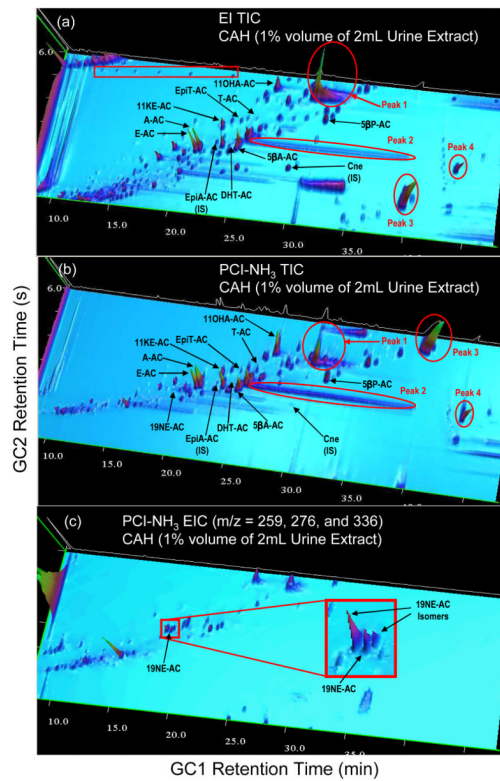 (a)
EI TIC
CAH (1% volume of 2mL Urine Extract)
6.0
11OHA-AC
EpiT-AC
T-AC
11KE-AC
A-AC
E-AC
Peak 1
5βP-AC
Peak 2
Peak 4
5βA-AC
Cne
(IS)
EpiA-AC
(IS)
DHT-AC
Peak 3
10.0
15.0
20.0
25.0
30.0
35.0
40.0
(b)
PCI-NH₃ TIC
CAH (1% volume of 2mL Urine Extract)
6.0
11OHA-AC
EpiT-AC
T-AC
11KE-AC
A-AC
E-AC
Peak 1
Peak 3
5βP-AC
Peak 2
Peak 4
19NE-AC
EpiA-AC
(IS)
DHT-AC
5βA-AC
Cne
(IS)
10.0
15.0
20.0
25.0
30.0
35.0
40.0
(c)
PCI-NH₃ EIC (m/z = 259, 276, and 336)
CAH (1% volume of 2mL Urine Extract)
19NE-AC
Isomers
19NE-AC
19NE-AC
10.0
15.0
20.0
25.0
30.0
35.0
40.0
GC2 Retention Time (s)
GC1 Retention Time (min)